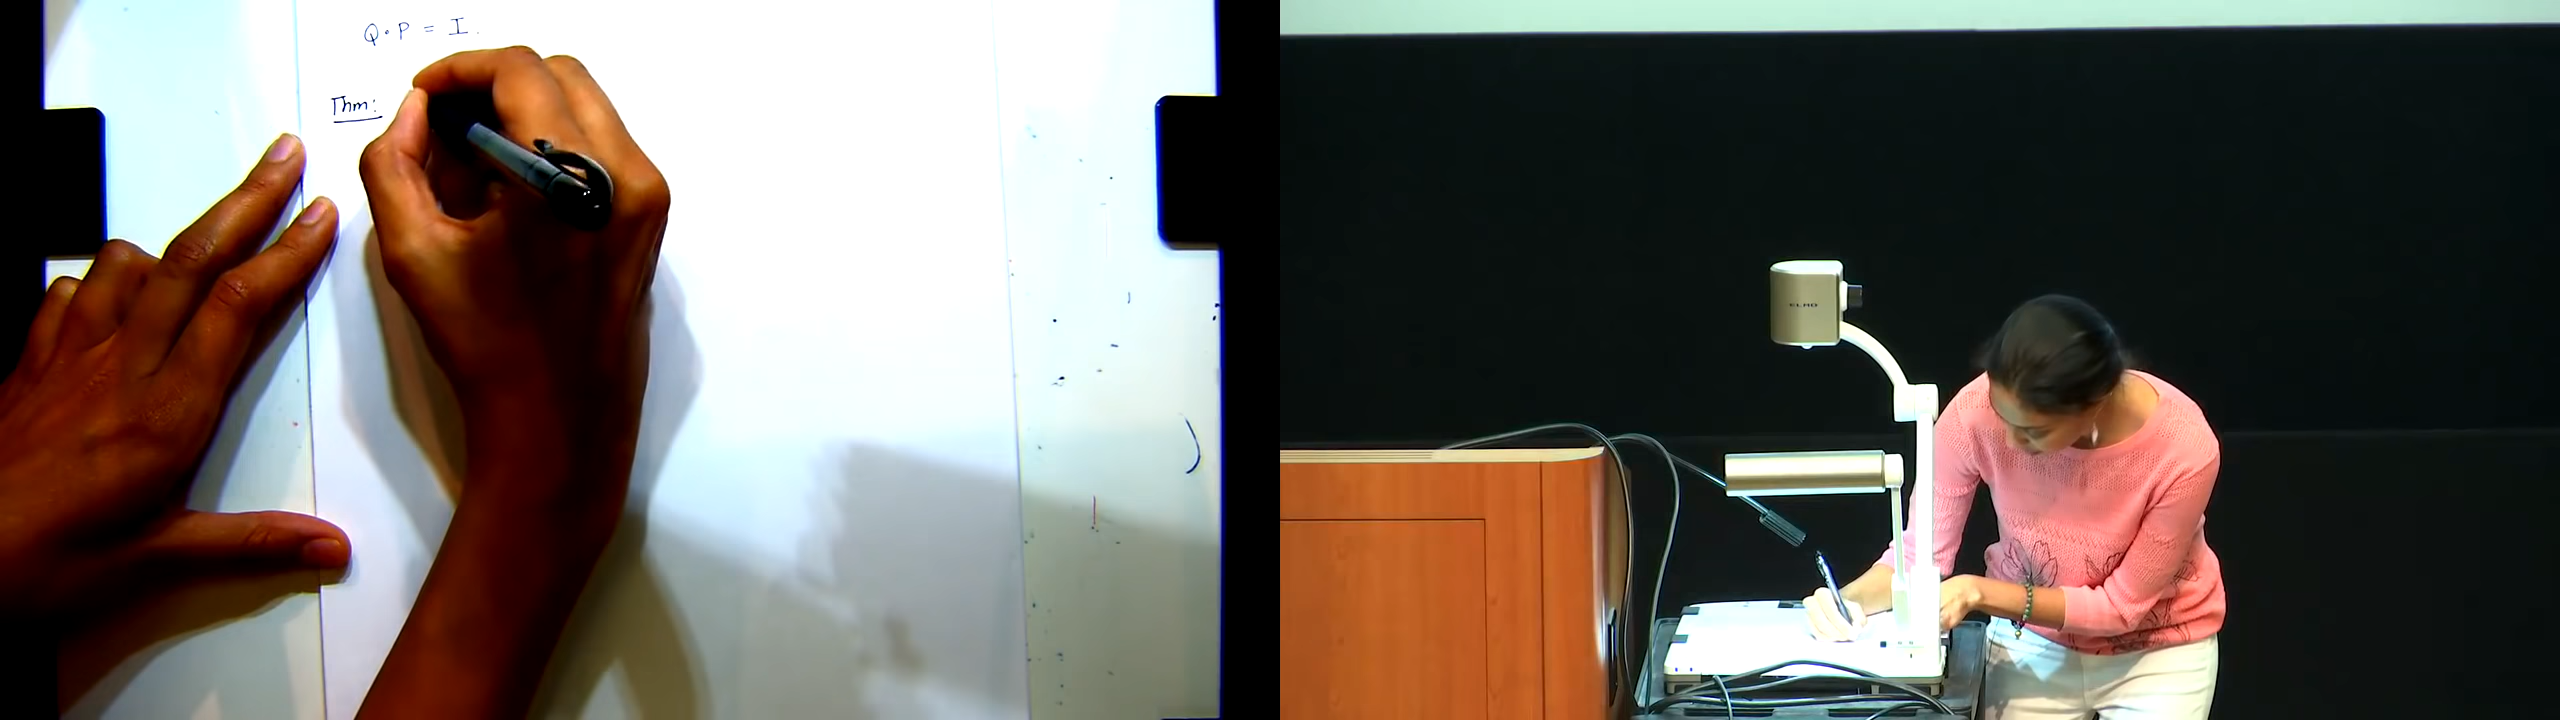 Q · P = I.
Thm:
ELMO